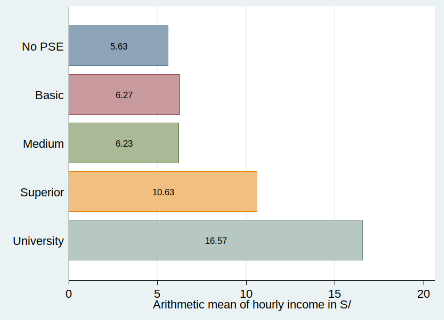 No PSE 5.63
Basic 6.27
Medium 6.23
Superior 10.63
University 16.57
0 5 10 15 20
Arithmetic mean of hourly income in S/